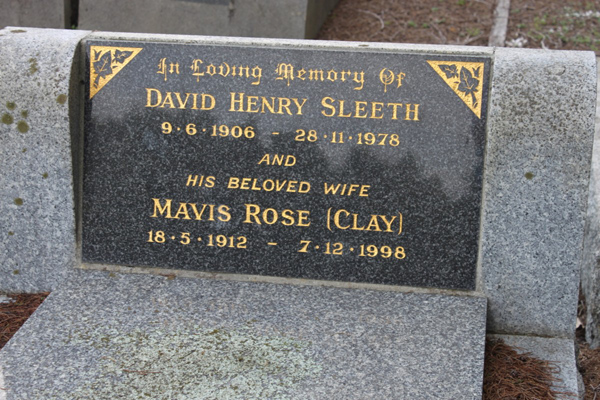 In Loving Memory Of
DAVID HENRY SLEETH
9·6·1906 - 28·11·1978
AND
HIS BELOVED WIFE
MAVIS ROSE (CLAY)
18·5·1912 - 7·12·1998